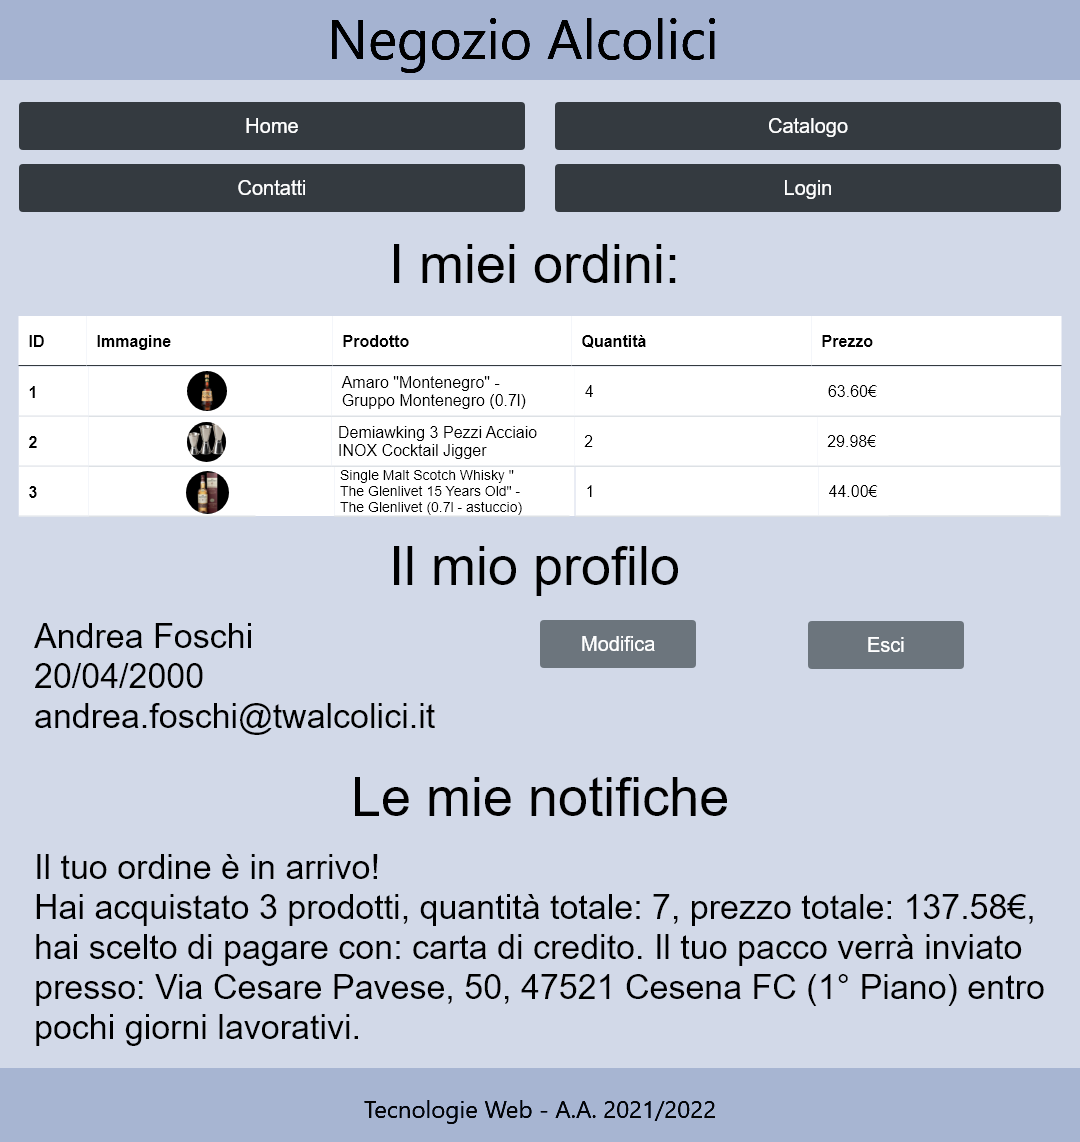 Negozio Alcolici
Home
Catalogo
Contatti
Login
I miei ordini:
ID Immagine Prodotto Quantità Prezzo
1 Amaro "Montenegro" - 4 63.60€
Gruppo Montenegro (0.7l)
2 Demiawking 3 Pezzi Acciaio 2 29.98€
INOX Cocktail Jigger
3 Single Malt Scotch Whisky " 1 44.00€
The Glenlivet 15 Years Old" -
The Glenlivet (0.7l - astuccio)
Il mio profilo
Andrea Foschi
20/04/2000
andrea.foschi@twalcolici.it
Modifica
Esci
Le mie notifiche
Il tuo ordine è in arrivo!
Hai acquistato 3 prodotti, quantità totale: 7, prezzo totale: 137.58€,
hai scelto di pagare con: carta di credito. Il tuo pacco verrà inviato
presso: Via Cesare Pavese, 50, 47521 Cesena FC (1° Piano) entro
pochi giorni lavorativi.
Tecnologie Web - A.A. 2021/2022